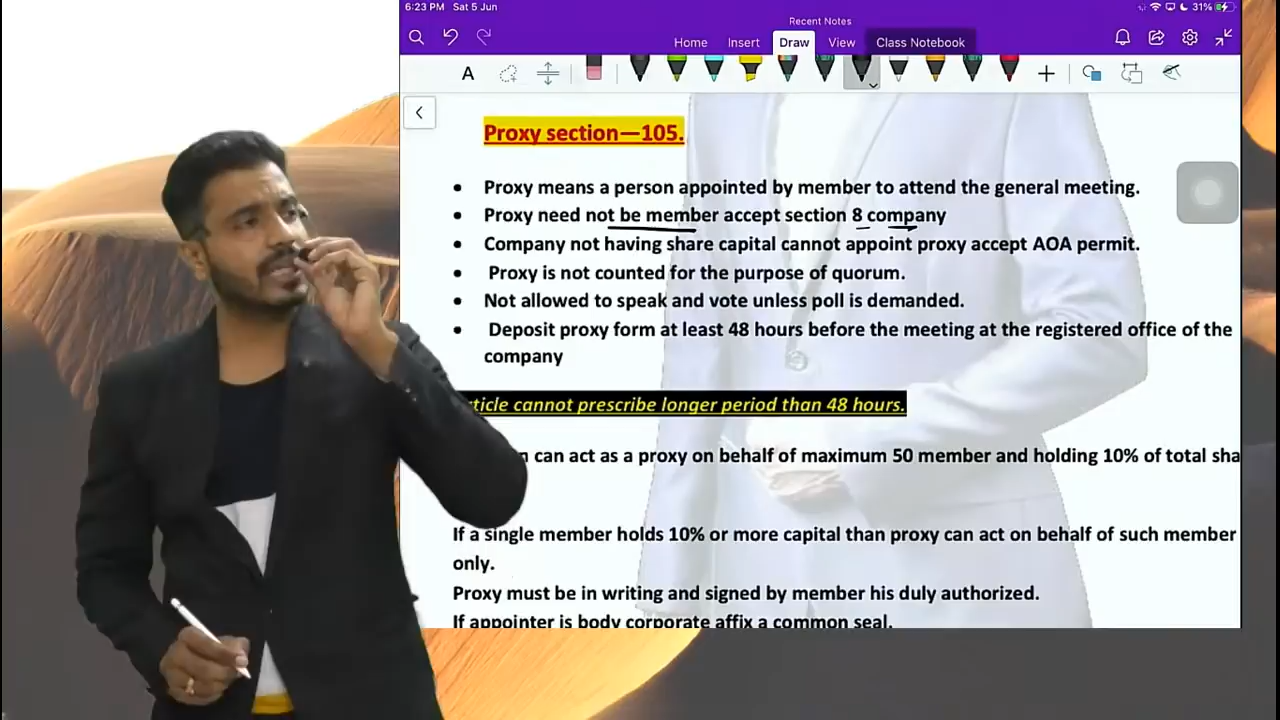 6:23 PM Sat 5 Jun
31%
Recent Notes
Home Insert Draw View Class Notebook
A
Proxy section—105.
• Proxy means a person appointed by member to attend the general meeting.
• Proxy need not be member accept section 8 company
• Company not having share capital cannot appoint proxy accept AOA permit.
• Proxy is not counted for the purpose of quorum.
• Not allowed to speak and vote unless poll is demanded.
• Deposit proxy form at least 48 hours before the meeting at the registered office of the
company
cannot prescribe longer period than 48 hours.
can act as a proxy on behalf of maximum 50 member and holding 10% of total
If a single member holds 10% or more capital than proxy can act on behalf of such member
only.
Proxy must be in writing and signed by member his duly authorized.
If appointer is body corporate affix a common seal.